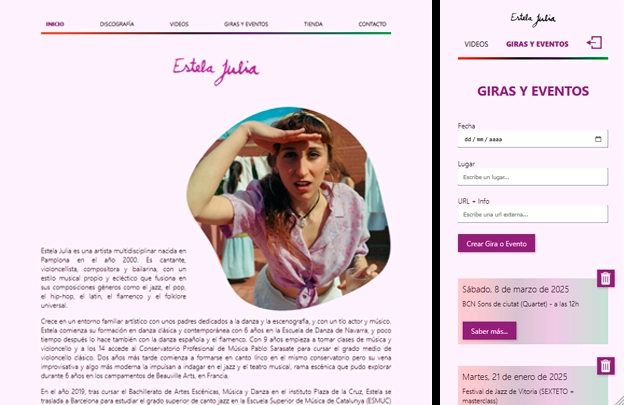 INICIO
DISCOGRAFÍA
VIDEOS
GIRAS Y EVENTOS
TIENDA
CONTACTO
Estela Julia
Estela Julia es una artista multidisciplinar nacida en
Pamplona en el año 2000. Es cantante,
violoncellista, compositora y bailarina, con un
estilo musical propio y ecléctico que fusiona en
sus composiciones géneros como el jazz, el pop,
el hip-hop, el latin, el flamenco y el folklore
universal.
Crece en un entorno familiar artístico con unos padres dedicados a la danza y la escenografía, y con un tío actor y músico.
Estela comienza su formación en danza clásica y contemporánea con 6 años en la Escuela de Danza de Navarra, y poco
tiempo después lo hace también con la danza española y el flamenco. Con 9 años empieza a tomar clases de música y
violoncello y a los 14 accede al Conservatorio Profesional de Música Pablo Sarasate para cursar el grado medio de
violoncello clásico. Dos años más tarde comienza a formarse en canto lírico en el mismo conservatorio pero su vena
improvisativa y algo más moderna la impulsan a indagar en el jazz y el teatro musical, rama escénica que pudo explorar
durante 6 años en los campamentos de Beauville Arts, en Francia.
En el año 2019, tras cursar el Bachillerato de Artes Escénicas, Música y Danza en el instituto Plaza de la Cruz, Estela se
traslada a Barcelona para estudiar el grado superior de canto jazz en la Escuela Superior de Música de Catalunya (ESMUC)
Estela Julia
VIDEOS
GIRAS Y EVENTOS
GIRAS Y EVENTOS
Fecha
dd / mm / aaaa
Lugar
Escribe un lugar...
URL + Info
Escribe una url externa...
Crear Gira o Evento
Sábado, 8 de marzo de 2025
BCN Sons de ciutat (Quartet) - a las 12h
Saber más...
Martes, 21 de enero de 2025
Festival de Jazz de Vitoria (SEXTETO +
masterclass)